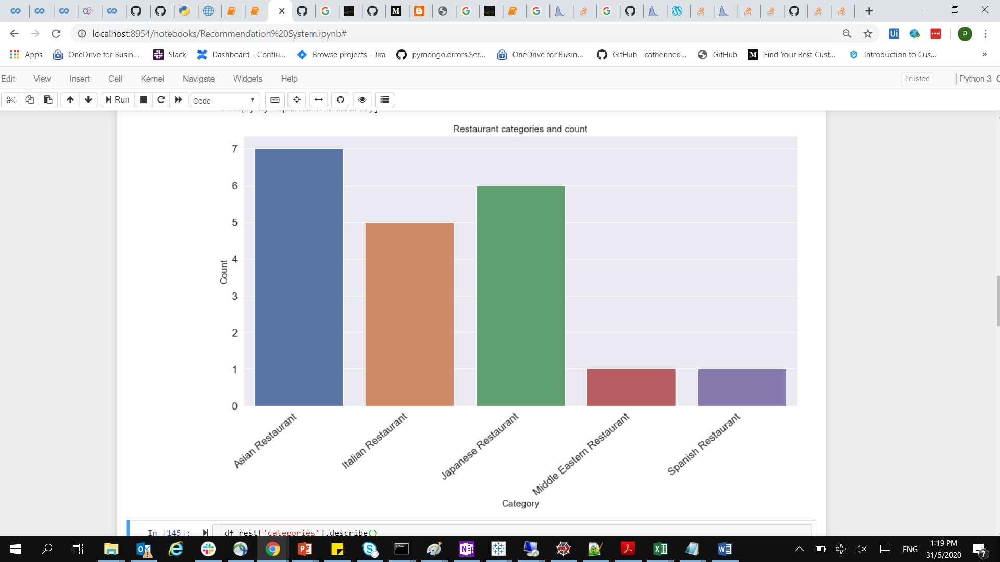 localhost:8954/notebooks/Recommendation%20System.ipynb#
Apps OneDrive for Busin... Slack Dashboard - Conflu... Browse projects - Jira pymongo.errors.Ser... OneDrive for Busin... GitHub - catherined... GitHub Find Your Best Cust... Introduction to Cus... »
Edit View Insert Cell Kernel Navigate Widgets Help Trusted Python 3
Run Code
Restaurant categories and count
7
6
5
4
3
2
1
0
Count
Asian Restaurant
Italian Restaurant
Japanese Restaurant
Middle Eastern Restaurant
Spanish Restaurant
Category
In [145]: df_rest['categories'].describe()
ENG
1:19 PM
31/5/2020
7